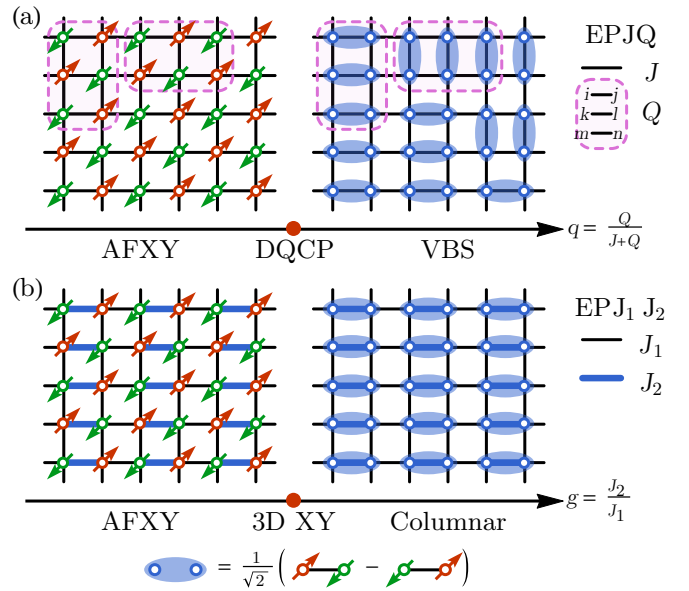 (a)
EPJQ
J
i j
k l Q
m n
AFXY DQCP VBS
q = Q / J+Q
(b)
EPJ₁ J₂
J₁
J₂
AFXY 3D XY Columnar
g = J₂ / J₁
= 1/√2 ( − )